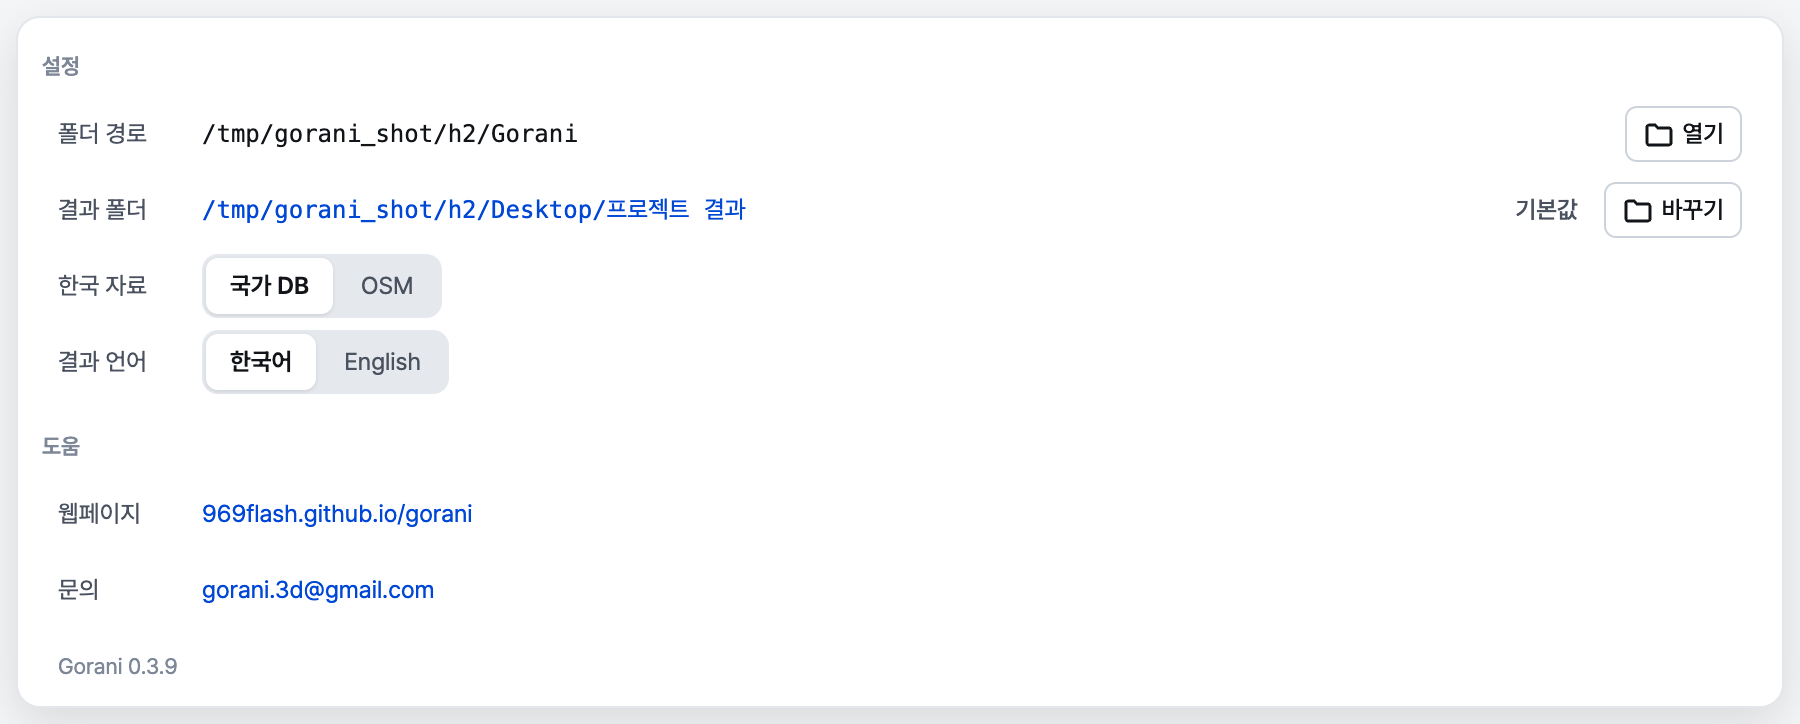 설정
폴더 경로 /tmp/gorani_shot/h2/Gorani 열기
결과 폴더 /tmp/gorani_shot/h2/Desktop/프로젝트 결과 기본값 바꾸기
한국 자료 국가 DB OSM
결과 언어 한국어 English
도움
웹페이지 969flash.github.io/gorani
문의 gorani.3d@gmail.com
Gorani 0.3.9